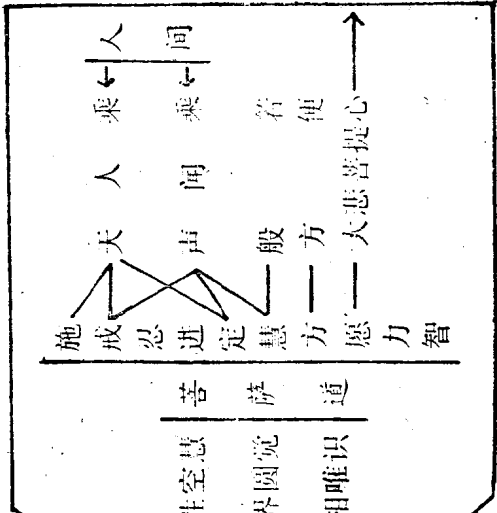 空慧
圆觉
唯识
菩萨道
施戒忍进定慧方愿力智
天人乘
声闻乘
般若
方便
大悲菩提心
人间